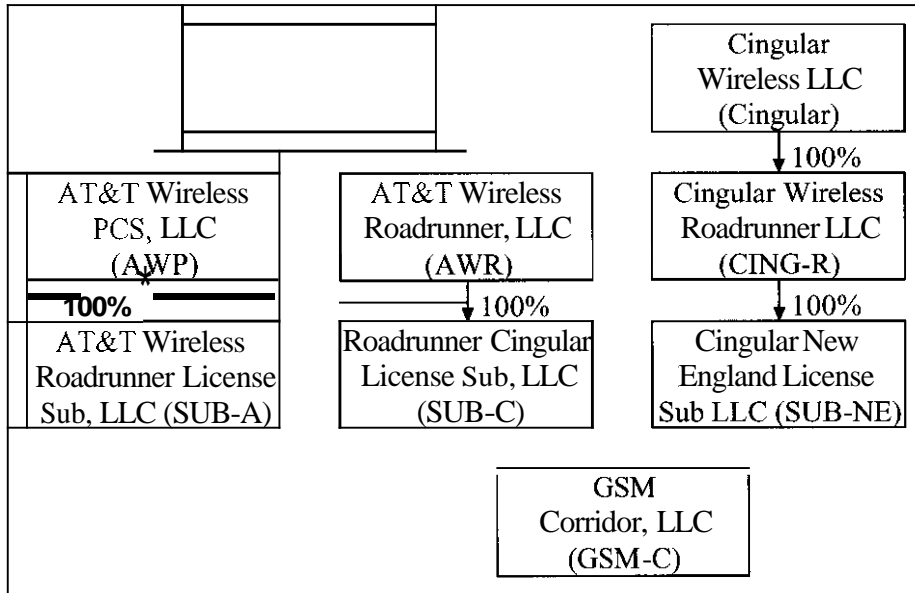 Cingular
Wireless LLC
(Cingular)
100%
AT&T Wireless
PCS, LLC
(AWP)
AT&T Wireless
Roadrunner, LLC
(AWR)
Cingular Wireless
Roadrunner LLC
(CING-R)
100%
100%
100%
AT&T Wireless
Roadrunner License
Sub, LLC (SUB-A)
Roadrunner Cingular
License Sub, LLC
(SUB-C)
Cingular New
England License
Sub LLC (SUB-NE)
GSM
Corridor, LLC
(GSM-C)